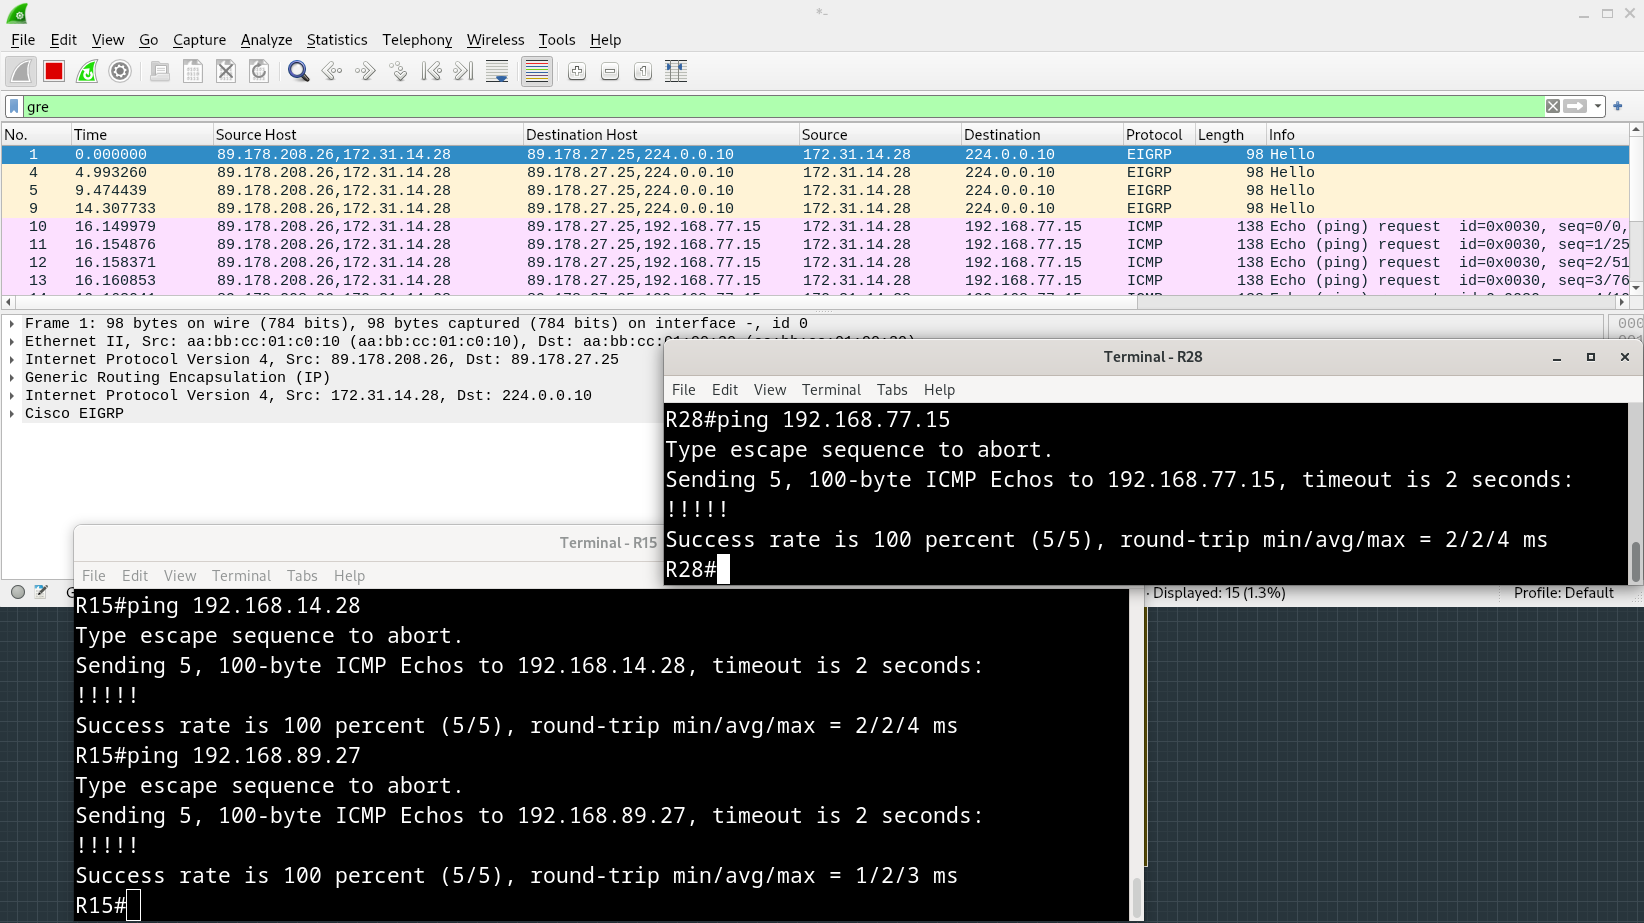 *-
File Edit View Go Capture Analyze Statistics Telephony Wireless Tools Help
gre
No. Time Source Host Destination Host Source Destination Protocol Length Info
1 0.000000 89.178.208.26,172.31.14.28 89.178.27.25,224.0.0.10 172.31.14.28 224.0.0.10 EIGRP 98 Hello
4 4.993260 89.178.208.26,172.31.14.28 89.178.27.25,224.0.0.10 172.31.14.28 224.0.0.10 EIGRP 98 Hello
5 9.474439 89.178.208.26,172.31.14.28 89.178.27.25,224.0.0.10 172.31.14.28 224.0.0.10 EIGRP 98 Hello
9 14.307733 89.178.208.26,172.31.14.28 89.178.27.25,224.0.0.10 172.31.14.28 224.0.0.10 EIGRP 98 Hello
10 16.149979 89.178.208.26,172.31.14.28 89.178.27.25,192.168.77.15 172.31.14.28 192.168.77.15 ICMP 138 Echo (ping) request id=0x0030, seq=0/0,
11 16.154876 89.178.208.26,172.31.14.28 89.178.27.25,192.168.77.15 172.31.14.28 192.168.77.15 ICMP 138 Echo (ping) request id=0x0030, seq=1/25
12 16.158371 89.178.208.26,172.31.14.28 89.178.27.25,192.168.77.15 172.31.14.28 192.168.77.15 ICMP 138 Echo (ping) request id=0x0030, seq=2/51
13 16.160853 89.178.208.26,172.31.14.28 89.178.27.25,192.168.77.15 172.31.14.28 192.168.77.15 ICMP 138 Echo (ping) request id=0x0030, seq=3/76
Frame 1: 98 bytes on wire (784 bits), 98 bytes captured (784 bits) on interface -, id 0
000
Ethernet II, Src: aa:bb:cc:01:c0:10 (aa:bb:cc:01:c0:10), Dst: aa:bb:cc:
Internet Protocol Version 4, Src: 89.178.208.26, Dst: 89.178.27.25
Generic Routing Encapsulation (IP)
Internet Protocol Version 4, Src: 172.31.14.28, Dst: 224.0.0.10
Cisco EIGRP
Terminal - R28
File Edit View Terminal Tabs Help
R28#ping 192.168.77.15
Type escape sequence to abort.
Sending 5, 100-byte ICMP Echos to 192.168.77.15, timeout is 2 seconds:
!!!!!
Success rate is 100 percent (5/5), round-trip min/avg/max = 2/2/4 ms
R28#
· Displayed: 15 (1.3%) Profile: Default
Terminal - R15
File Edit View Terminal Tabs Help
R15#ping 192.168.14.28
Type escape sequence to abort.
Sending 5, 100-byte ICMP Echos to 192.168.14.28, timeout is 2 seconds:
!!!!!
Success rate is 100 percent (5/5), round-trip min/avg/max = 2/2/4 ms
R15#ping 192.168.89.27
Type escape sequence to abort.
Sending 5, 100-byte ICMP Echos to 192.168.89.27, timeout is 2 seconds:
!!!!!
Success rate is 100 percent (5/5), round-trip min/avg/max = 1/2/3 ms
R15#